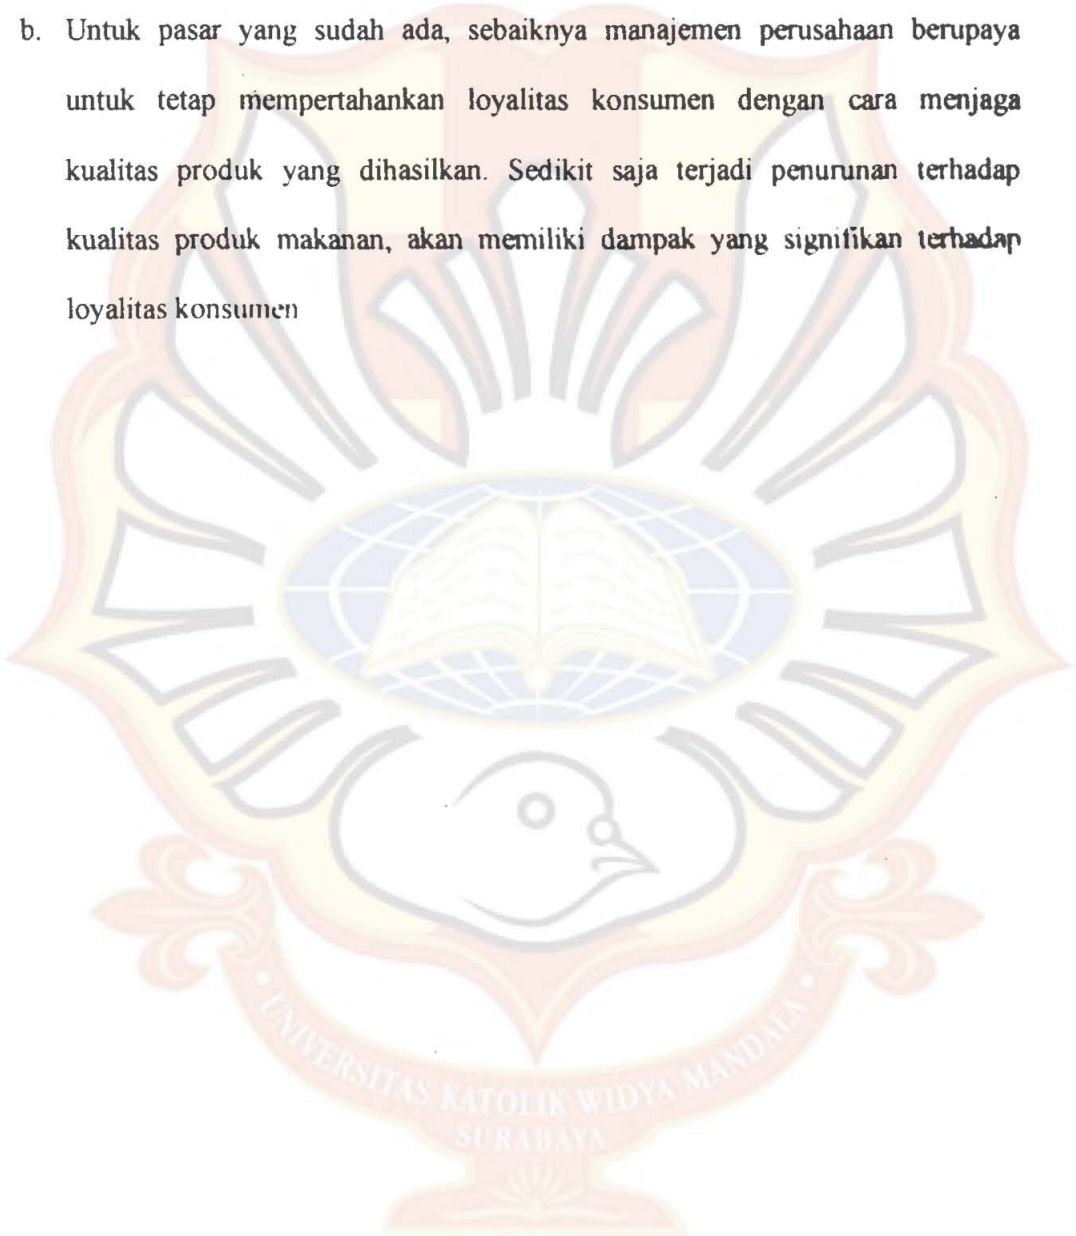 b. Untuk pasar yang sudah ada, sebaiknya manajemen perusahaan berupaya
untuk tetap mempertahankan loyalitas konsumen dengan cara menjaga
kualitas produk yang dihasilkan. Sedikit saja terjadi penurunan terhadap
kualitas produk makanan, akan memiliki dampak yang signifikan terhadap
loyalitas konsumen
UNIVERSITAS KATOLIK WIDYA MANDALA
SURABAYA